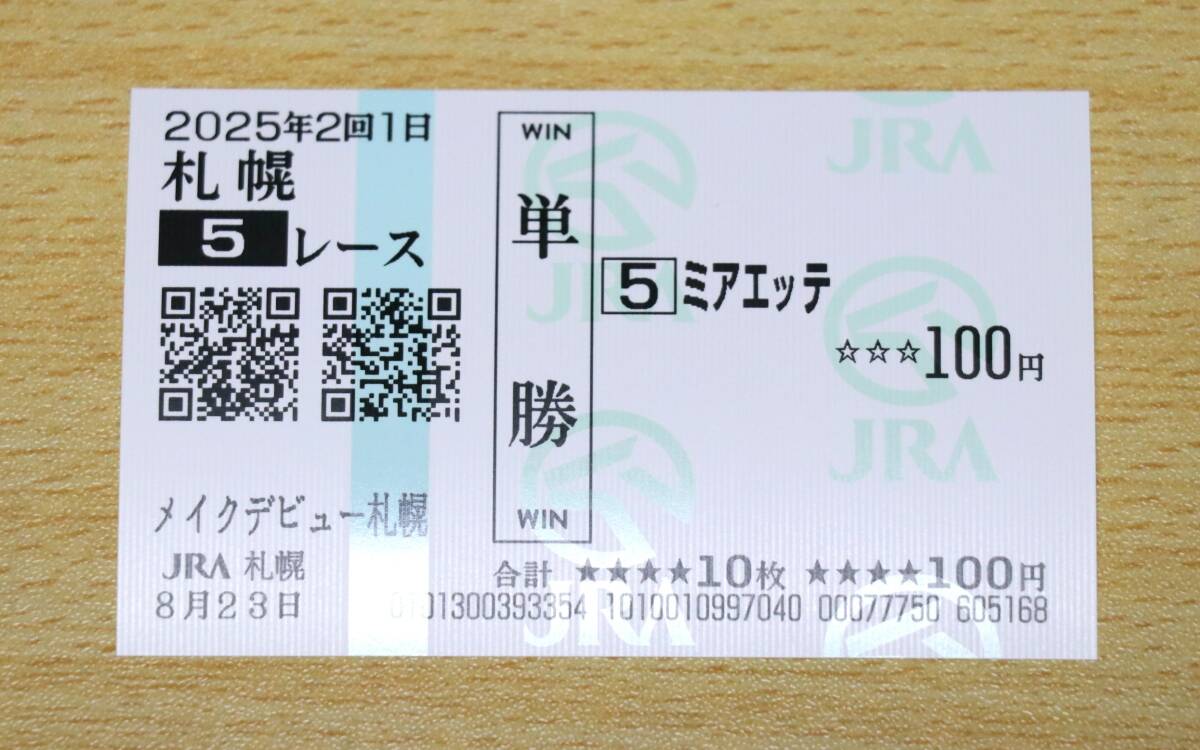 2025年2回1日
札幌
5レース
WIN
単勝
WIN
5 ミアエッテ
☆☆☆100円
メイクデビュー札幌
JRA 札幌
8月23日
合計 ★★★★10枚 ★★★★100円
0101300393354 1010010997040 00077750 605168
JRA
JRA
JRA
JRA